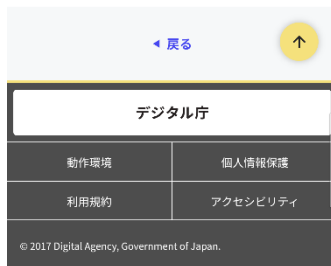 ◀ 戻る
デジタル庁
動作環境
個人情報保護
利用規約
アクセシビリティ
© 2017 Digital Agency, Government of Japan.